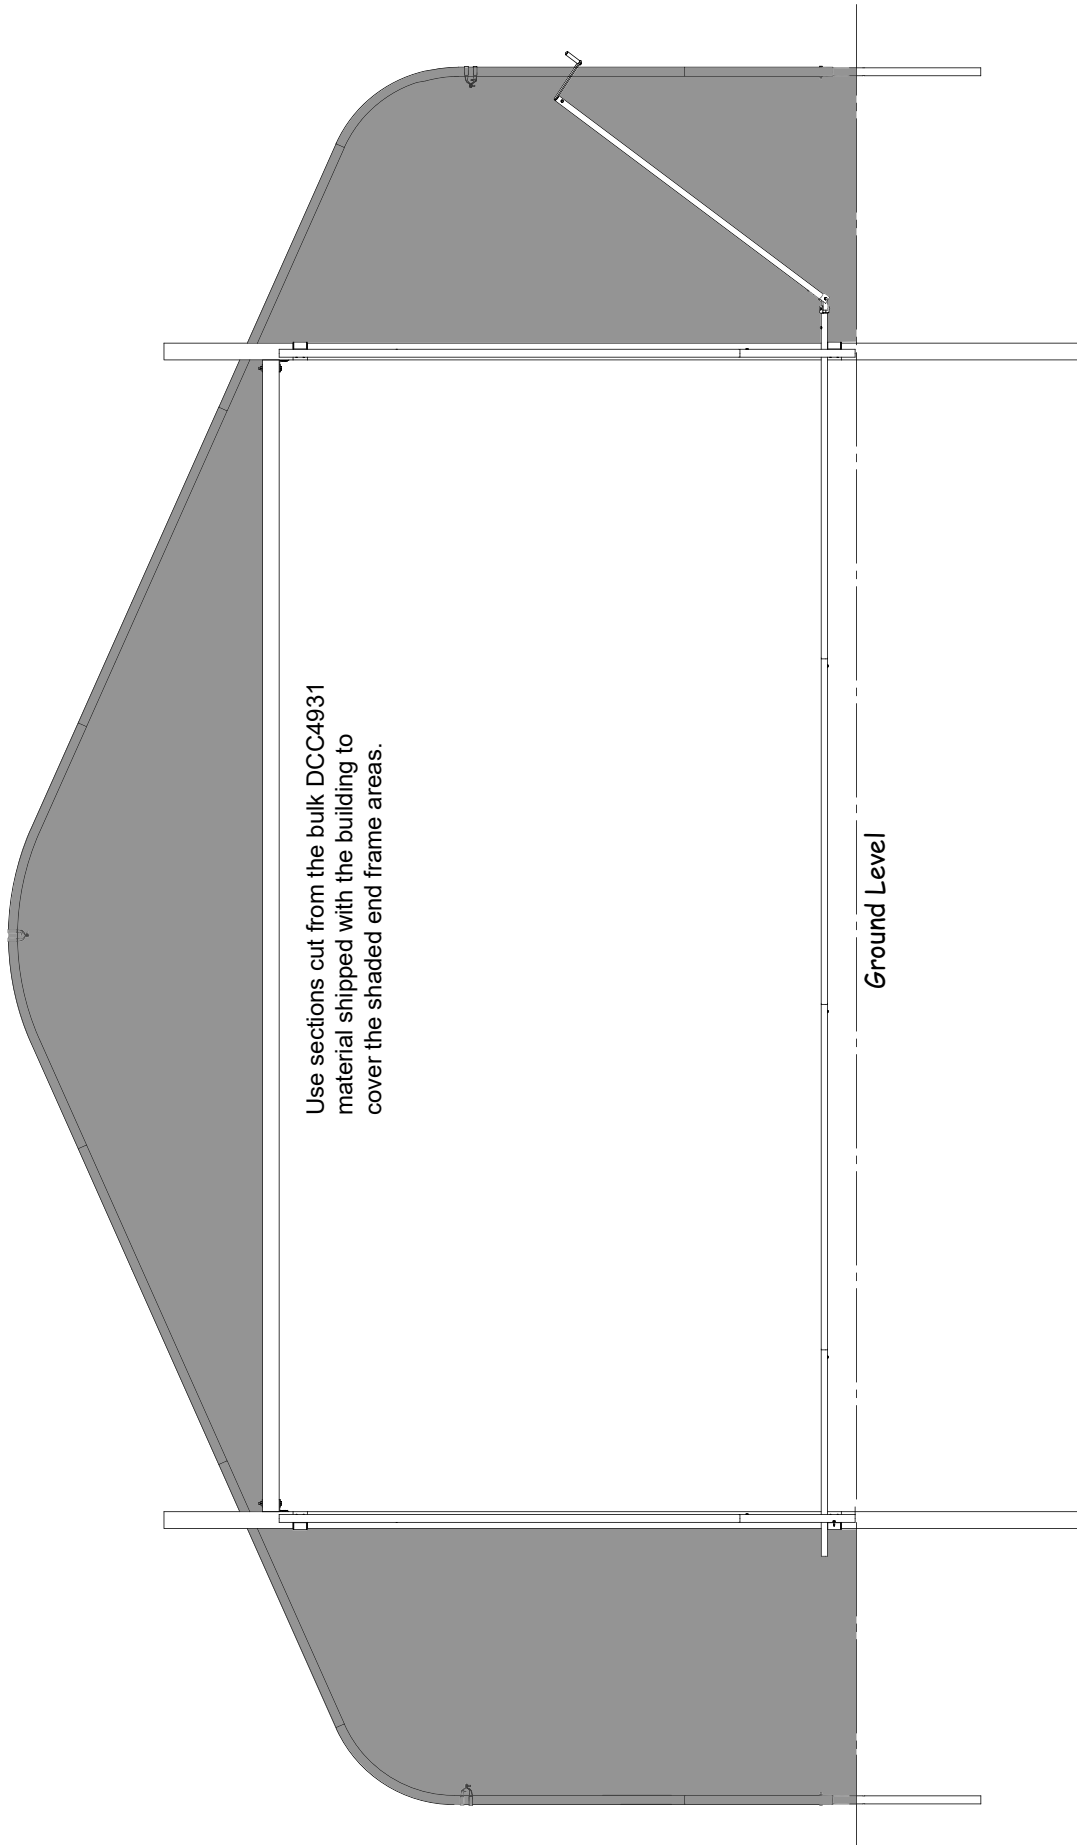 Use sections cut from the bulk DCC4931
material shipped with the building to
cover the shaded end frame areas.
Ground Level